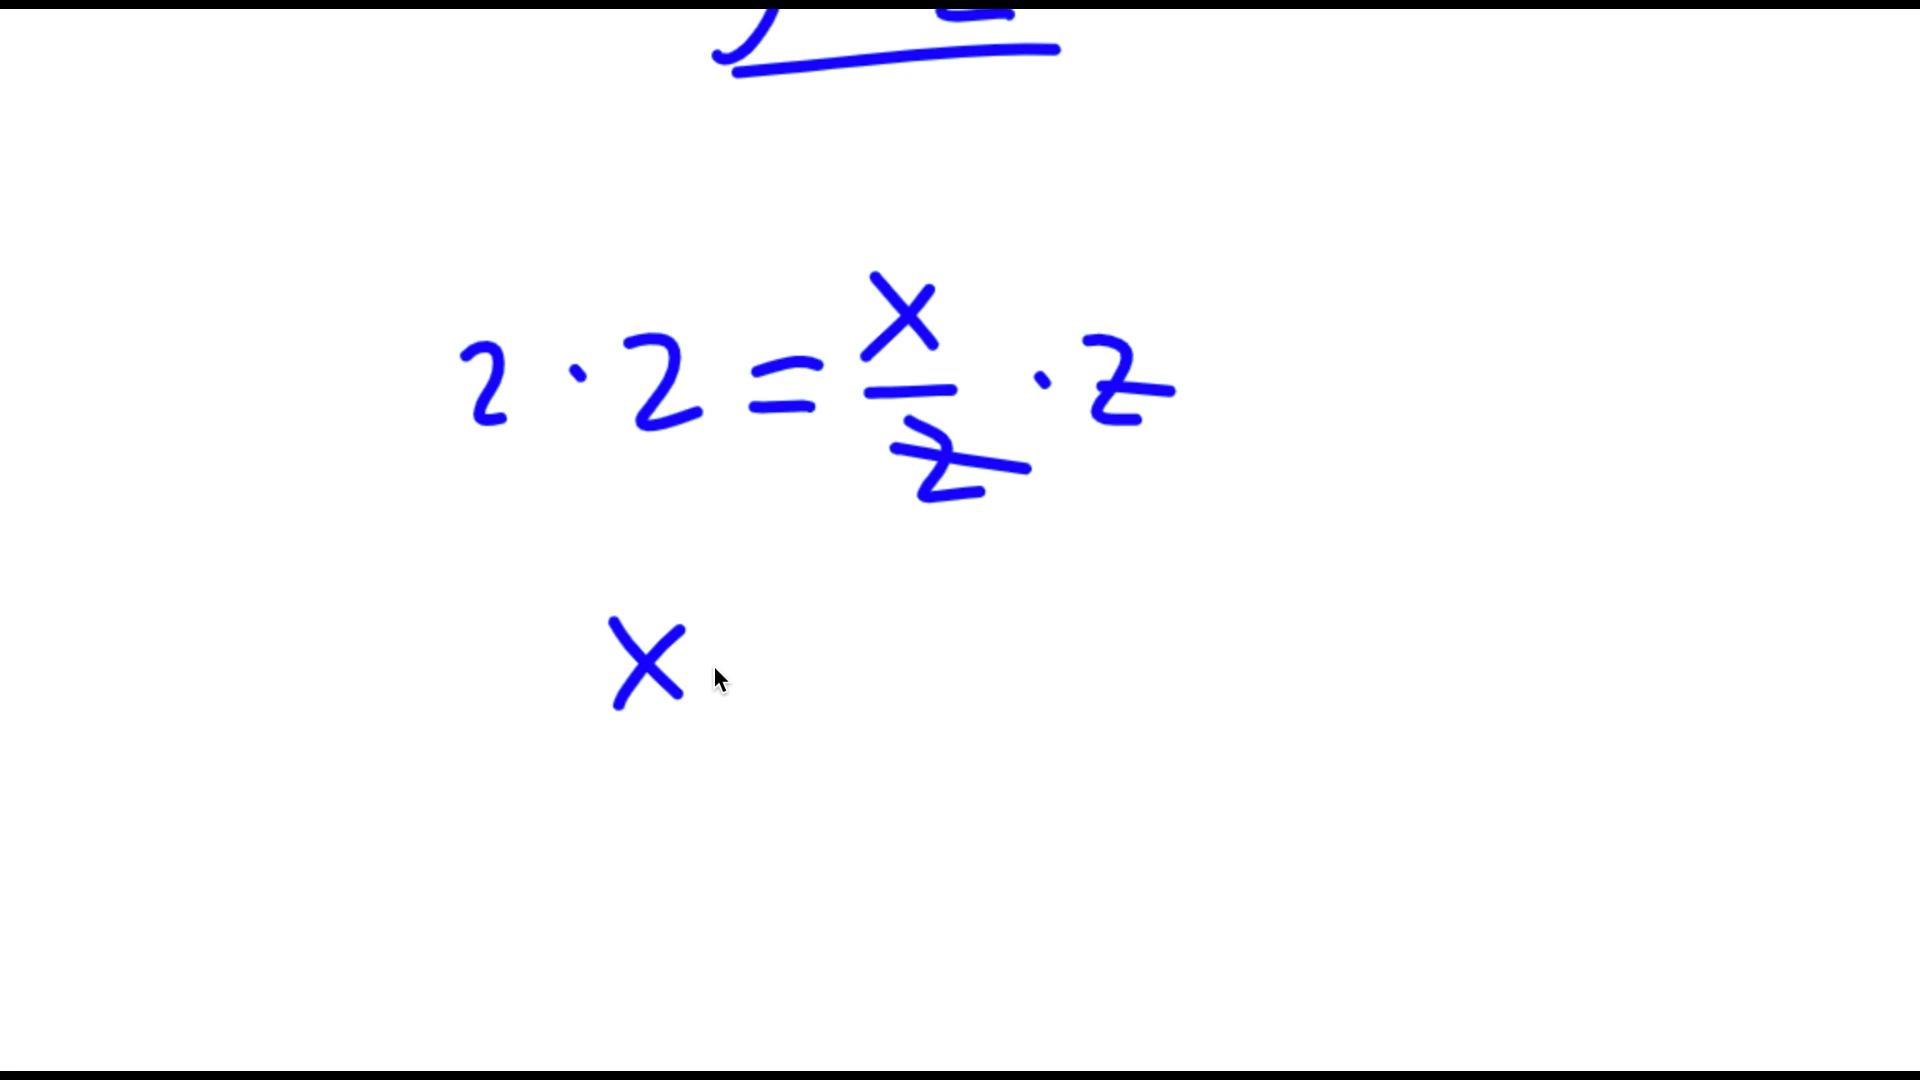 2 · 2 = x/2 · 2
x